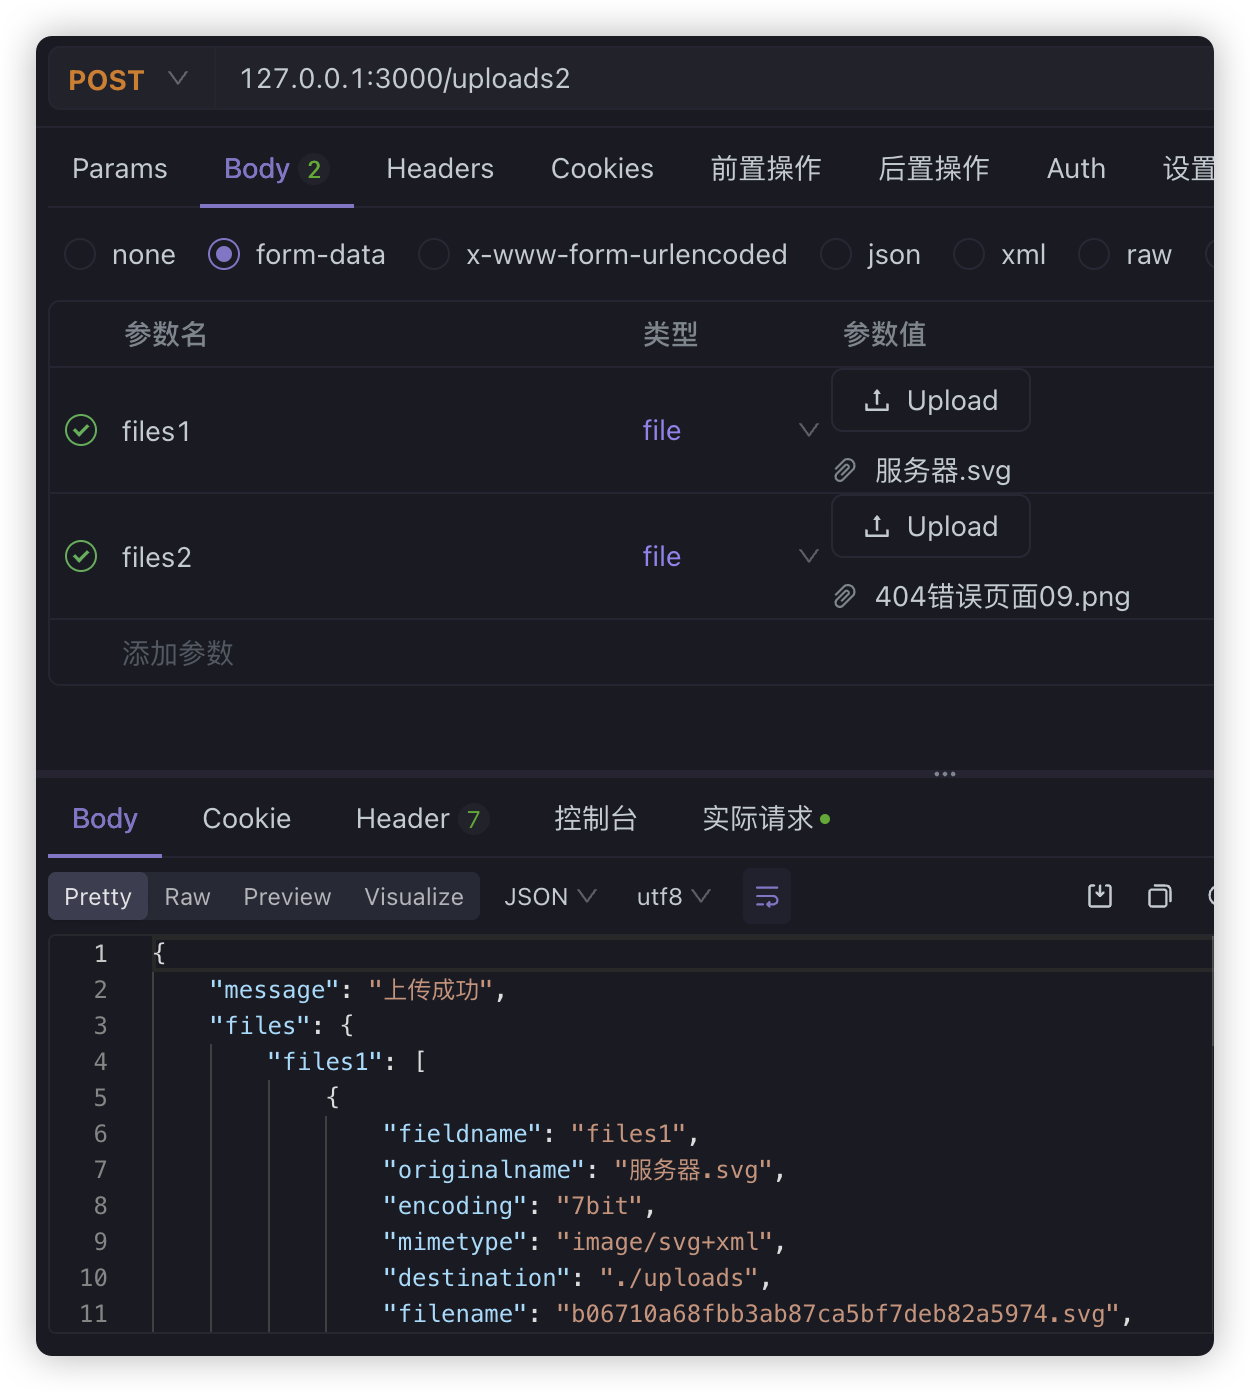 POST 127.0.0.1:3000/uploads2
Params Body 2 Headers Cookies 前置操作 后置操作 Auth 设置
none form-data x-www-form-urlencoded json xml raw
参数名 类型 参数值
files1 file Upload
服务器.svg
files2 file Upload
404错误页面09.png
添加参数
Body Cookie Header 7 控制台 实际请求
Pretty Raw Preview Visualize JSON utf8
1 {
2 "message": "上传成功",
3 "files": {
4 "files1": [
5 {
6 "fieldname": "files1",
7 "originalname": "服务器.svg",
8 "encoding": "7bit",
9 "mimetype": "image/svg+xml",
10 "destination": "./uploads",
11 "filename": "b06710a68fbb3ab87ca5bf7deb82a5974.svg",